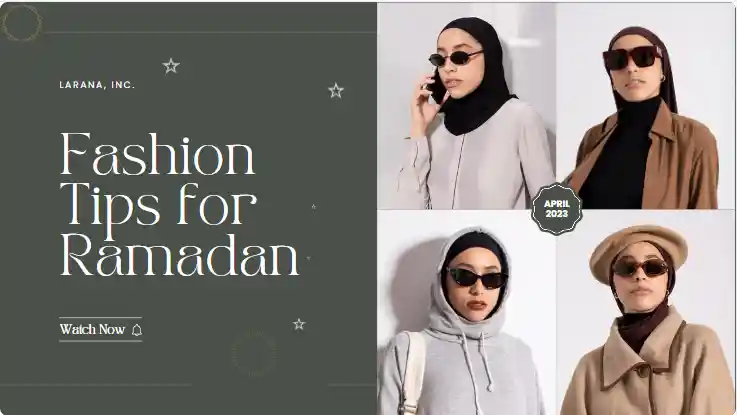 LARANA, INC.
Fashion
Tips for
Ramadan
Watch Now
APRIL
2023